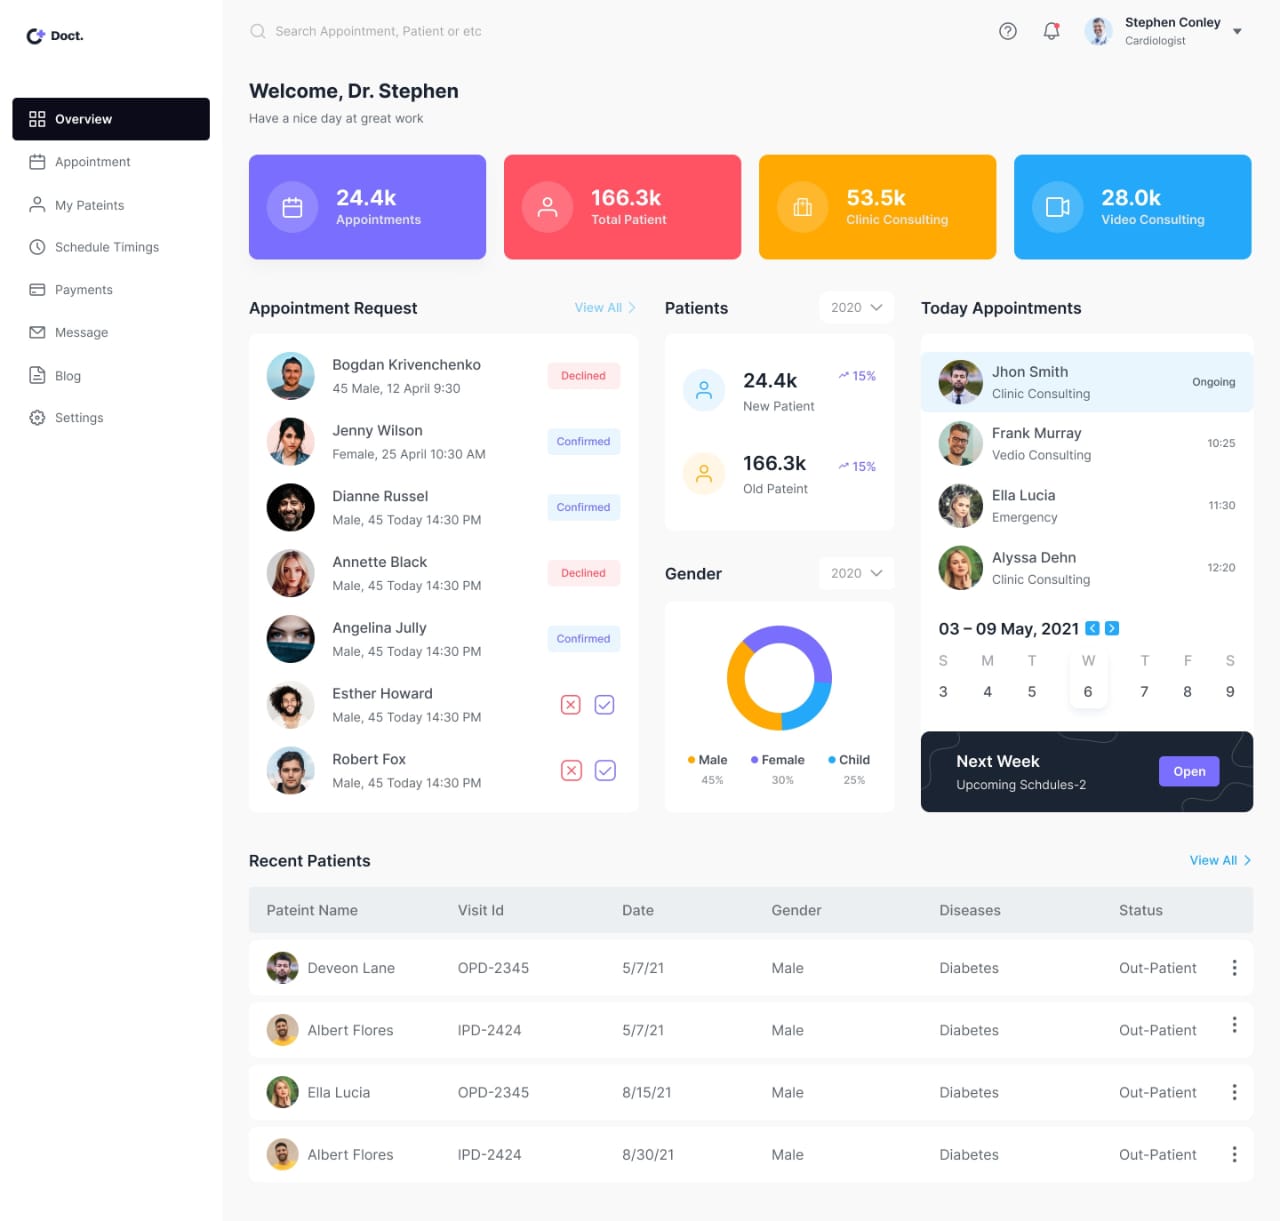 Doct.
Search Appointment, Patient or etc
Stephen Conley
Cardiologist
Overview
Appointment
My Pateints
Schedule Timings
Payments
Message
Blog
Settings
Welcome, Dr. Stephen
Have a nice day at great work
24.4k
Appointments
166.3k
Total Patient
53.5k
Clinic Consulting
28.0k
Video Consulting
Appointment Request
View All
Bogdan Krivenchenko
45 Male, 12 April 9:30
Declined
Jenny Wilson
Female, 25 April 10:30 AM
Confirmed
Dianne Russel
Male, 45 Today 14:30 PM
Confirmed
Annette Black
Male, 45 Today 14:30 PM
Declined
Angelina Jully
Male, 45 Today 14:30 PM
Confirmed
Esther Howard
Male, 45 Today 14:30 PM
Robert Fox
Male, 45 Today 14:30 PM
Patients
2020
24.4k
New Patient
15%
166.3k
Old Pateint
15%
Gender
2020
Male Female Child
45% 30% 25%
Today Appointments
Jhon Smith
Clinic Consulting
Ongoing
Frank Murray
Vedio Consulting
10:25
Ella Lucia
Emergency
11:30
Alyssa Dehn
Clinic Consulting
12:20
03 – 09 May, 2021
S M T W T F S
3 4 5 6 7 8 9
Next Week
Upcoming Schdules-2
Open
Recent Patients
View All
Pateint Name Visit Id Date Gender Diseases Status
Deveon Lane OPD-2345 5/7/21 Male Diabetes Out-Patient
Albert Flores IPD-2424 5/7/21 Male Diabetes Out-Patient
Ella Lucia OPD-2345 8/15/21 Male Diabetes Out-Patient
Albert Flores IPD-2424 8/30/21 Male Diabetes Out-Patient